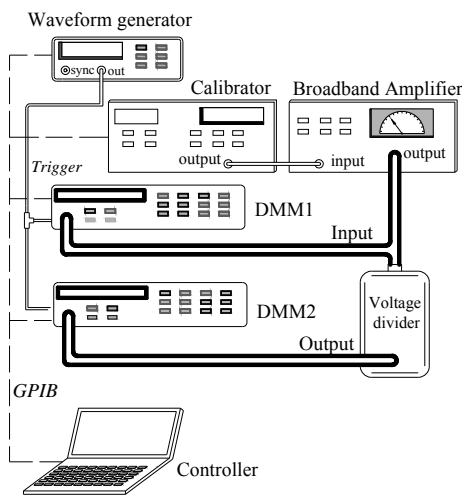 Waveform generator
sync out
Calibrator
Broadband Amplifier
output
input
output
Trigger
DMM1
Input
DMM2
Voltage
divider
Output
GPIB
Controller